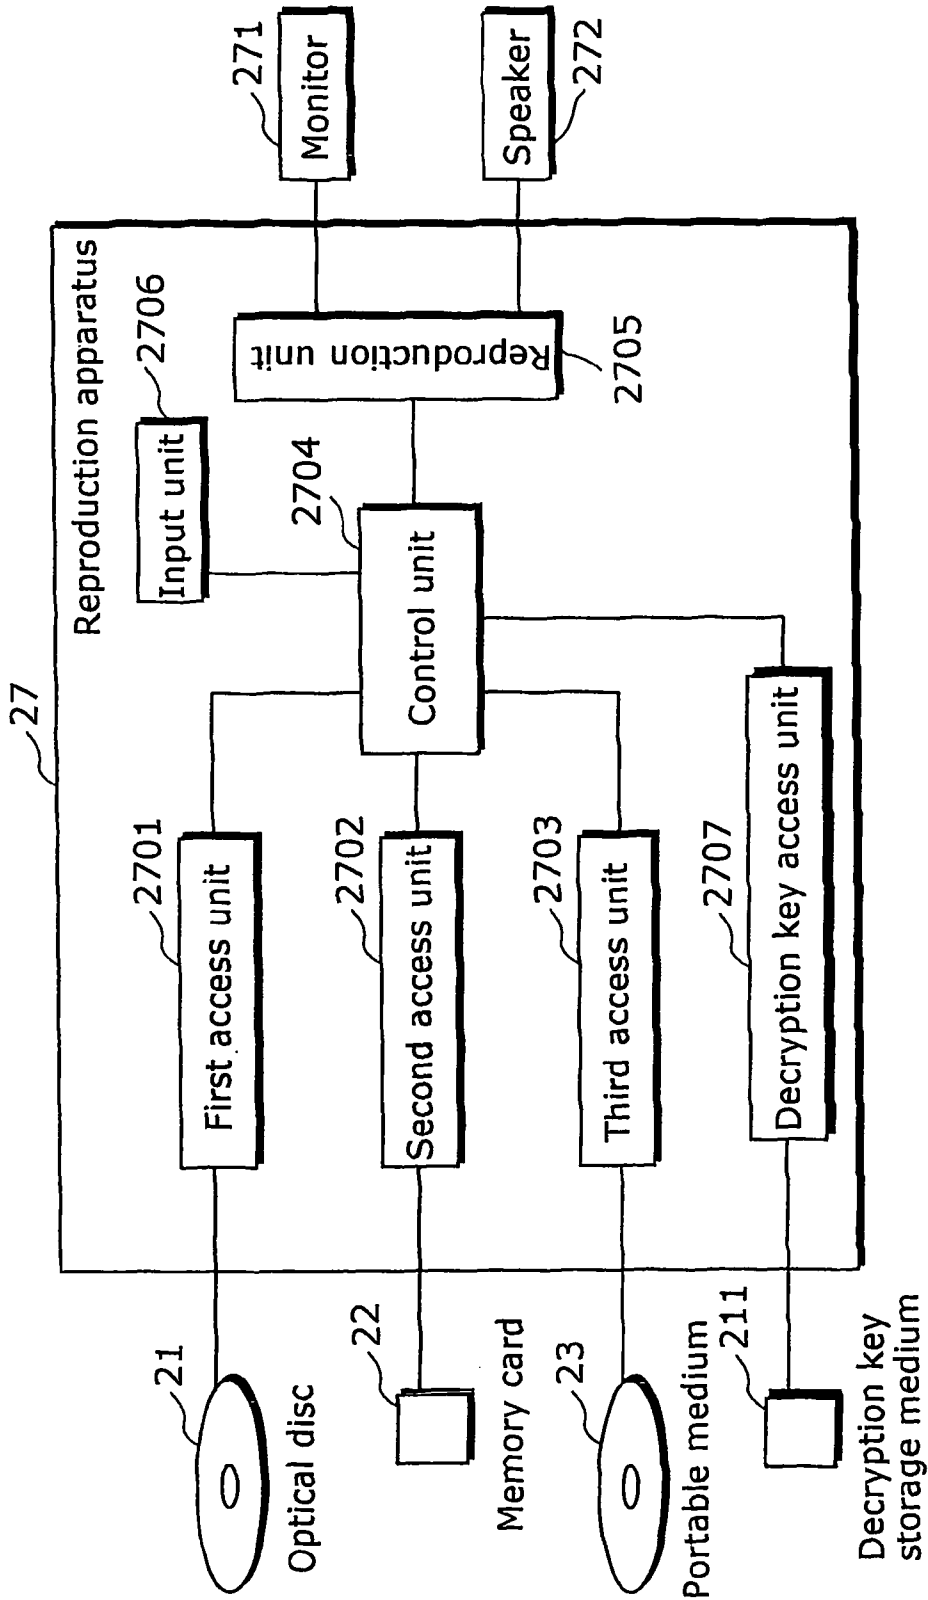 27
Reproduction apparatus
21
Optical disc
2701
First access unit
2706
Input unit
271
Monitor
22
Memory card
2702
Second access unit
2704
Control unit
Reproduction unit
2705
Speaker
272
23
Portable medium
2703
Third access unit
211
Decryption key
storage medium
2707
Decryption key access unit